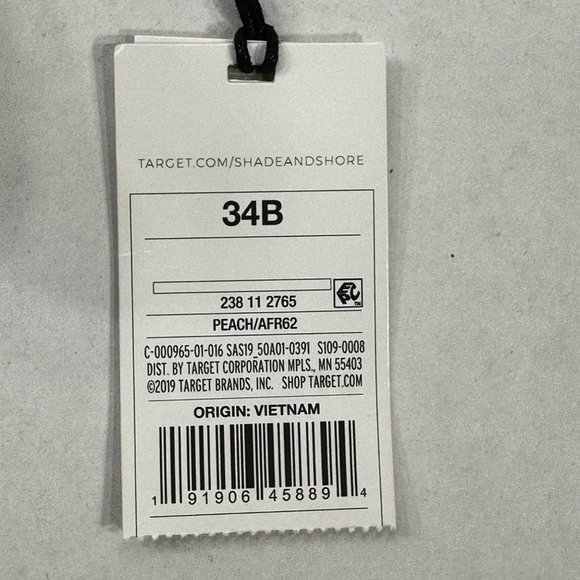 TARGET.COM/SHADEANDSHORE
34B
238 11 2765
PEACH/AFR62
C-000965-01-016 SAS19_50A01-0391 S109-0008
DIST. BY TARGET CORPORATION MPLS., MN 55403
©2019 TARGET BRANDS, INC. SHOP TARGET.COM
ORIGIN: VIETNAM
1 91906 45889 4